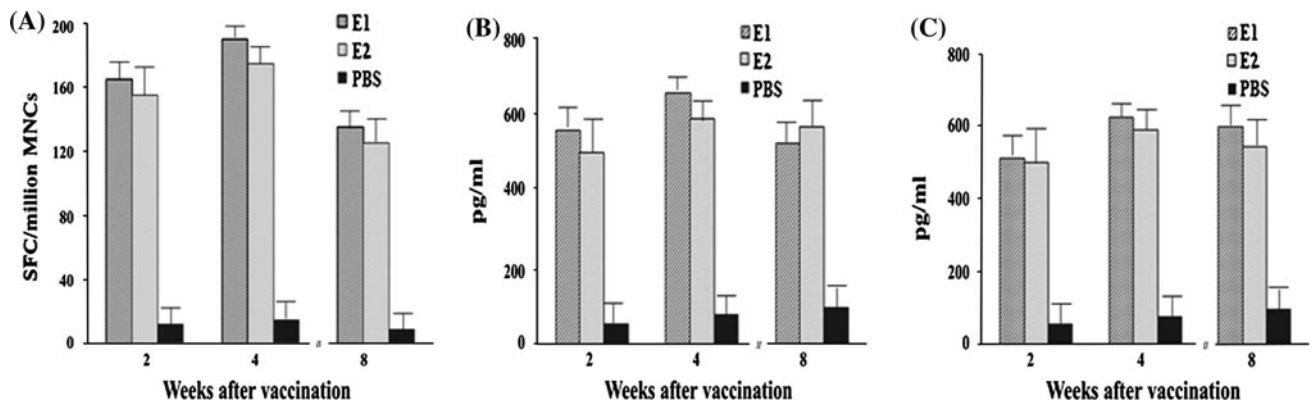 (A)
200
160
120
80
40
0
SFC/million MNCs
E1
E2
PBS
2 4 // 8
Weeks after vaccination
(B)
800
600
400
200
0
pg/ml
E1
E2
PBS
2 4 // 8
Weeks after vaccination
(C)
800
600
400
200
0
pg/ml
E1
E2
PBS
2 4 // 8
Weeks after vaccination